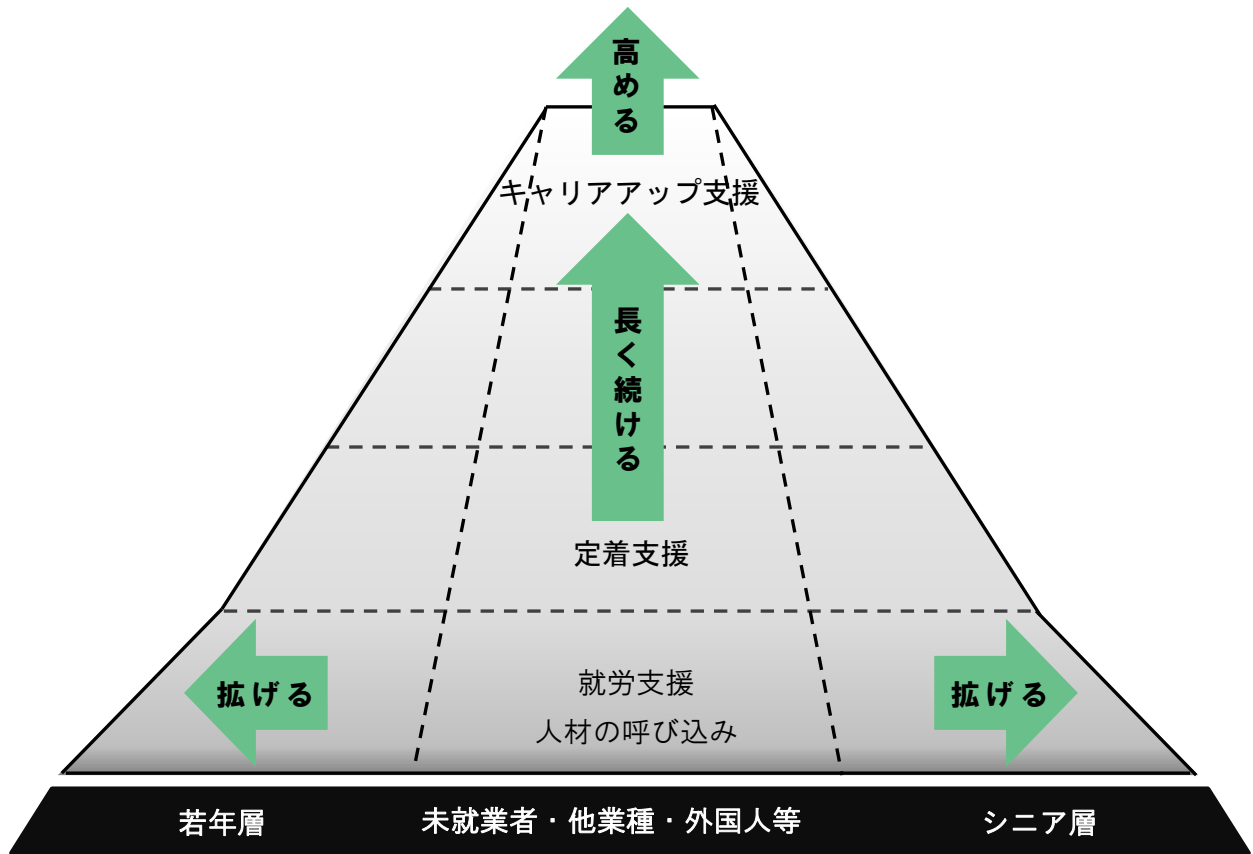 高める
キャリアアップ支援
長く続ける
定着支援
拡げる
就労支援
人材の呼び込み
拡げる
若年層
未就業者・他業種・外国人等
シニア層